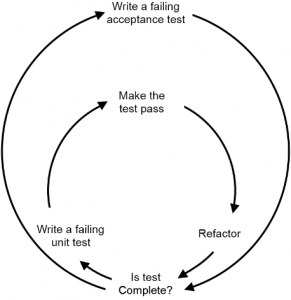 Write a failing
acceptance test
Make the
test pass
Write a failing
unit test
Refactor
Is test
Complete?